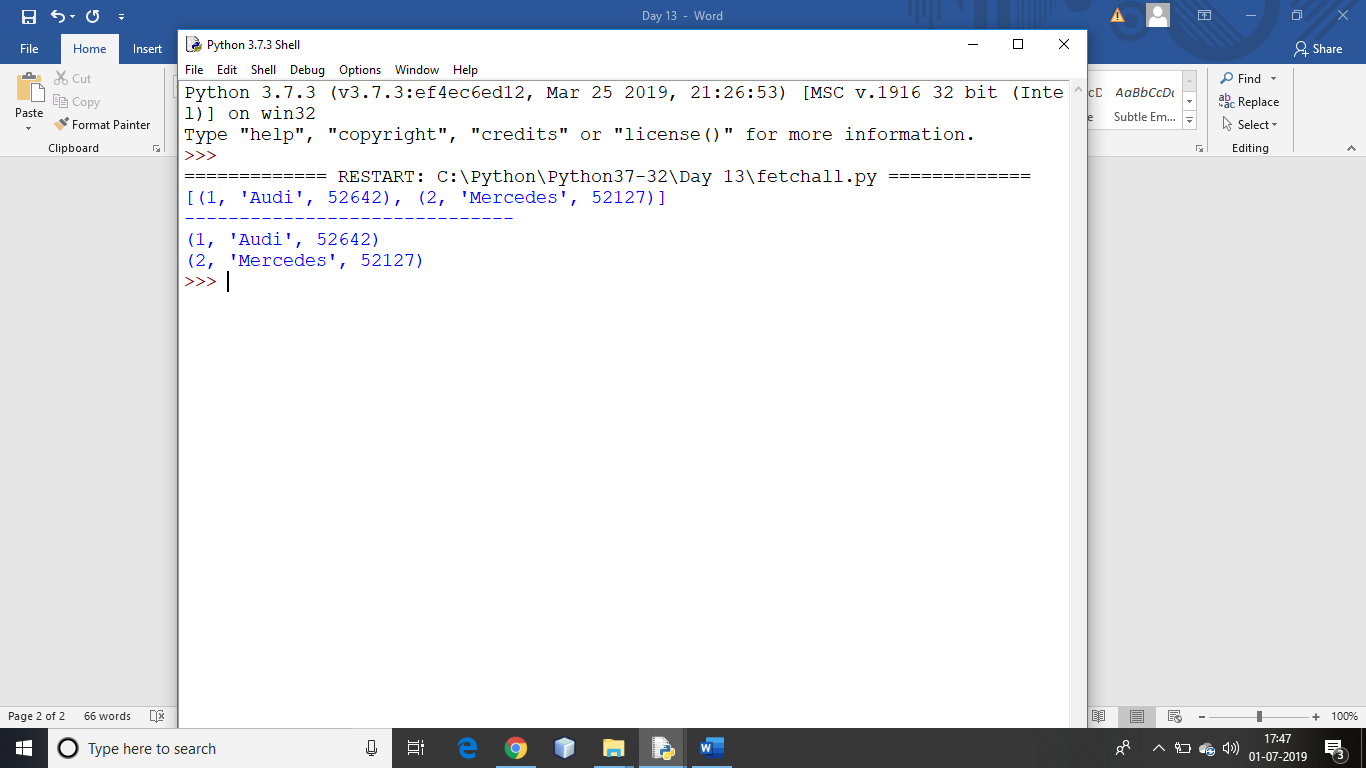 Day 13 - Word
File Home Insert
Share
Python 3.7.3 Shell
File Edit Shell Debug Options Window Help
Cut
Copy
Paste
Format Painter
Clipboard
AaBbCcDc
Subtle Em...
Find
Replace
Select
Editing
Python 3.7.3 (v3.7.3:ef4ec6ed12, Mar 25 2019, 21:26:53) [MSC v.1916 32 bit (Inte
l)] on win32
Type "help", "copyright", "credits" or "license()" for more information.
>>>
============= RESTART: C:\Python\Python37-32\Day 13\fetchall.py =============
[(1, 'Audi', 52642), (2, 'Mercedes', 52127)]
------------------------------
(1, 'Audi', 52642)
(2, 'Mercedes', 52127)
>>>
Page 2 of 2 66 words
100%
Type here to search
17:47
01-07-2019
3